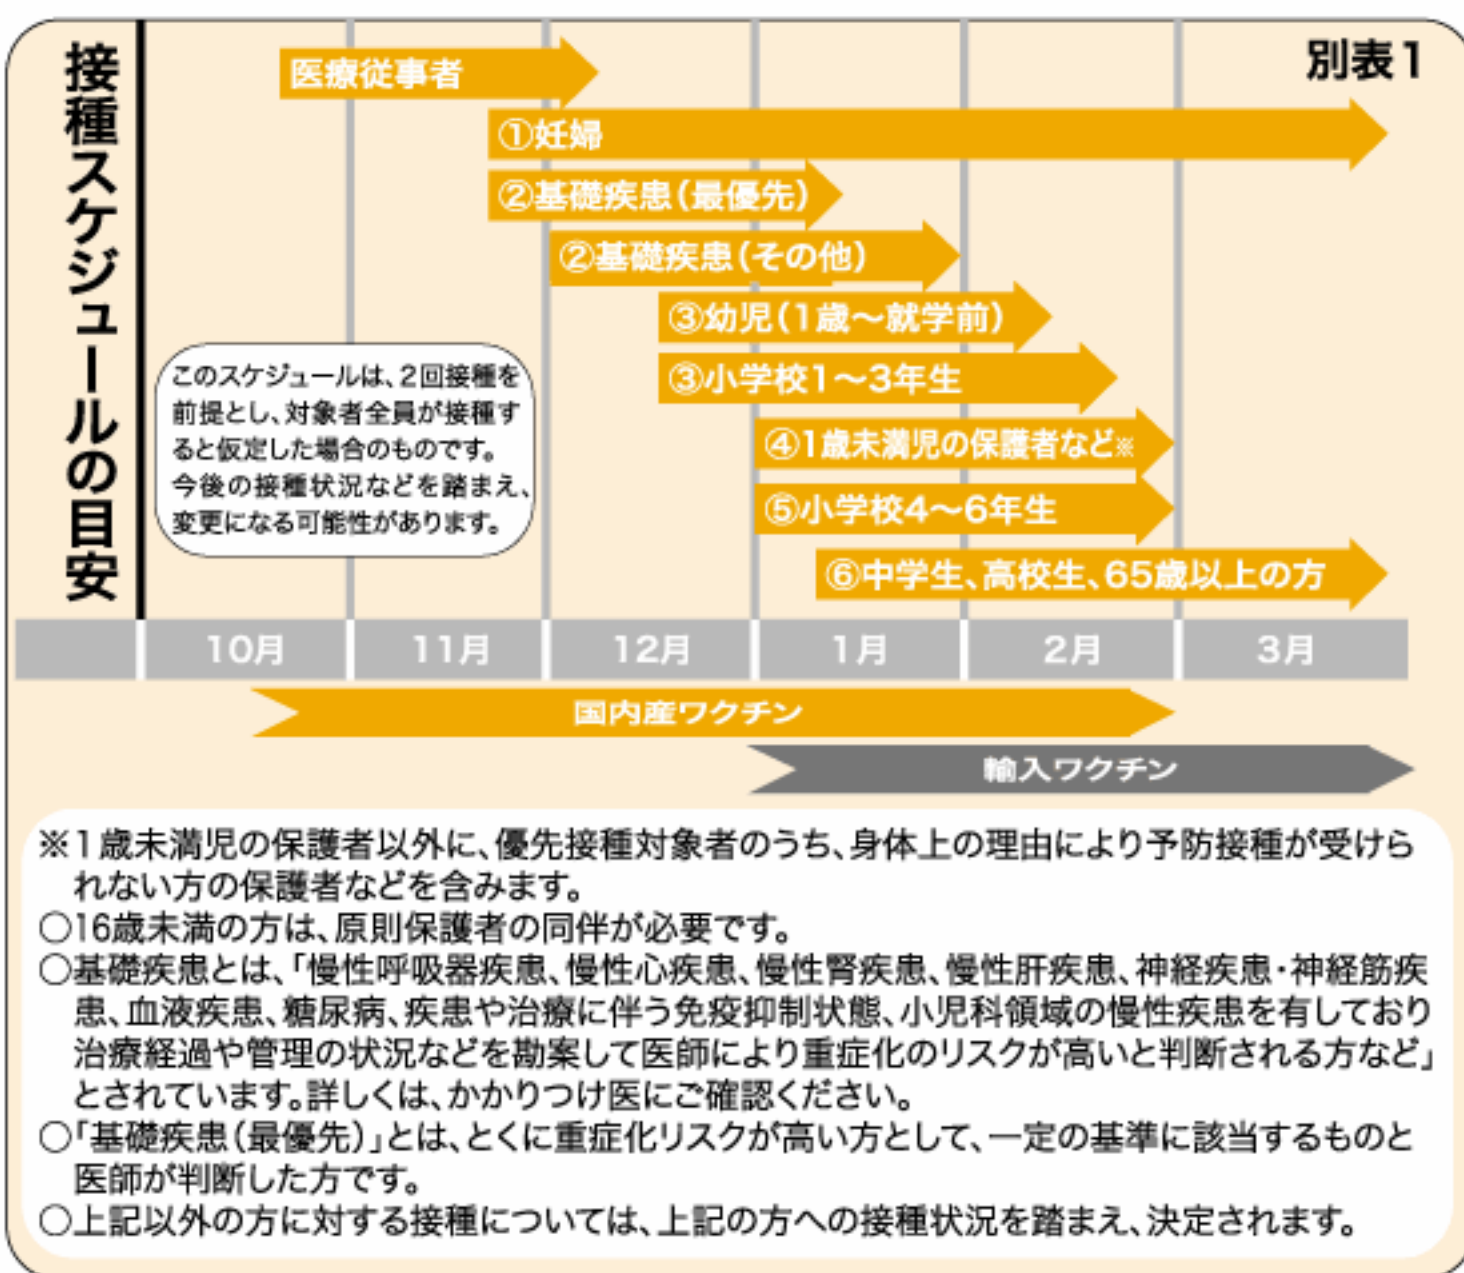 接種スケジュールの目安
別表1
医療従事者
①妊婦
②基礎疾患(最優先)
②基礎疾患(その他)
③幼児(1歳〜就学前)
③小学校1〜3年生
④1歳未満児の保護者など※
⑤小学校4〜6年生
⑥中学生、高校生、65歳以上の方
このスケジュールは、2回接種を
前提とし、対象者全員が接種す
ると仮定した場合のものです。
今後の接種状況などを踏まえ、
変更になる可能性があります。
10月 11月 12月 1月 2月 3月
国内産ワクチン
輸入ワクチン
※1歳未満児の保護者以外に、優先接種対象者のうち、身体上の理由により予防接種が受けら
れない方の保護者などを含みます。
○16歳未満の方は、原則保護者の同伴が必要です。
○基礎疾患とは、「慢性呼吸器疾患、慢性心疾患、慢性腎疾患、慢性肝疾患、神経疾患・神経筋疾
患、血液疾患、糖尿病、疾患や治療に伴う免疫抑制状態、小児科領域の慢性疾患を有しており
治療経過や管理の状況などを勘案して医師により重症化のリスクが高いと判断される方など」
とされています。詳しくは、かかりつけ医にご確認ください。
○「基礎疾患(最優先)」とは、とくに重症化リスクが高い方として、一定の基準に該当するものと
医師が判断した方です。
○上記以外の方に対する接種については、上記の方への接種状況を踏まえ、決定されます。